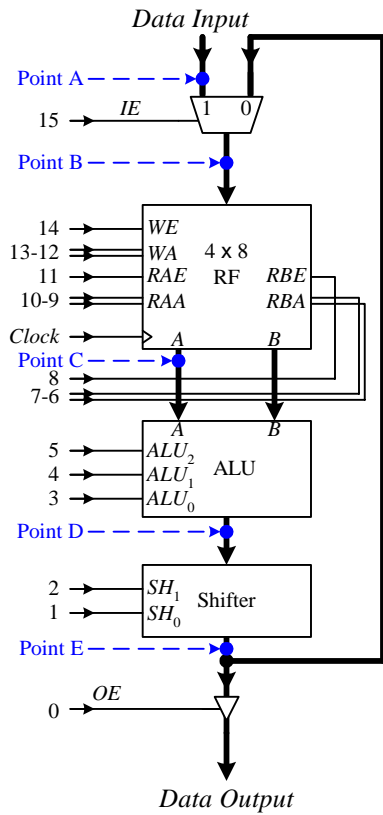 Data Input
Point A
1 0
IE
15
Point B
14 WE
13-12 WA
4 x 8
RF
11 RAE RBE
10-9 RAA RBA
Clock
A B
Point C
8
7-6
A B
5 ALU2
ALU
4 ALU1
3 ALU0
Point D
2 SH1
Shifter
1 SH0
Point E
OE
0
Data Output